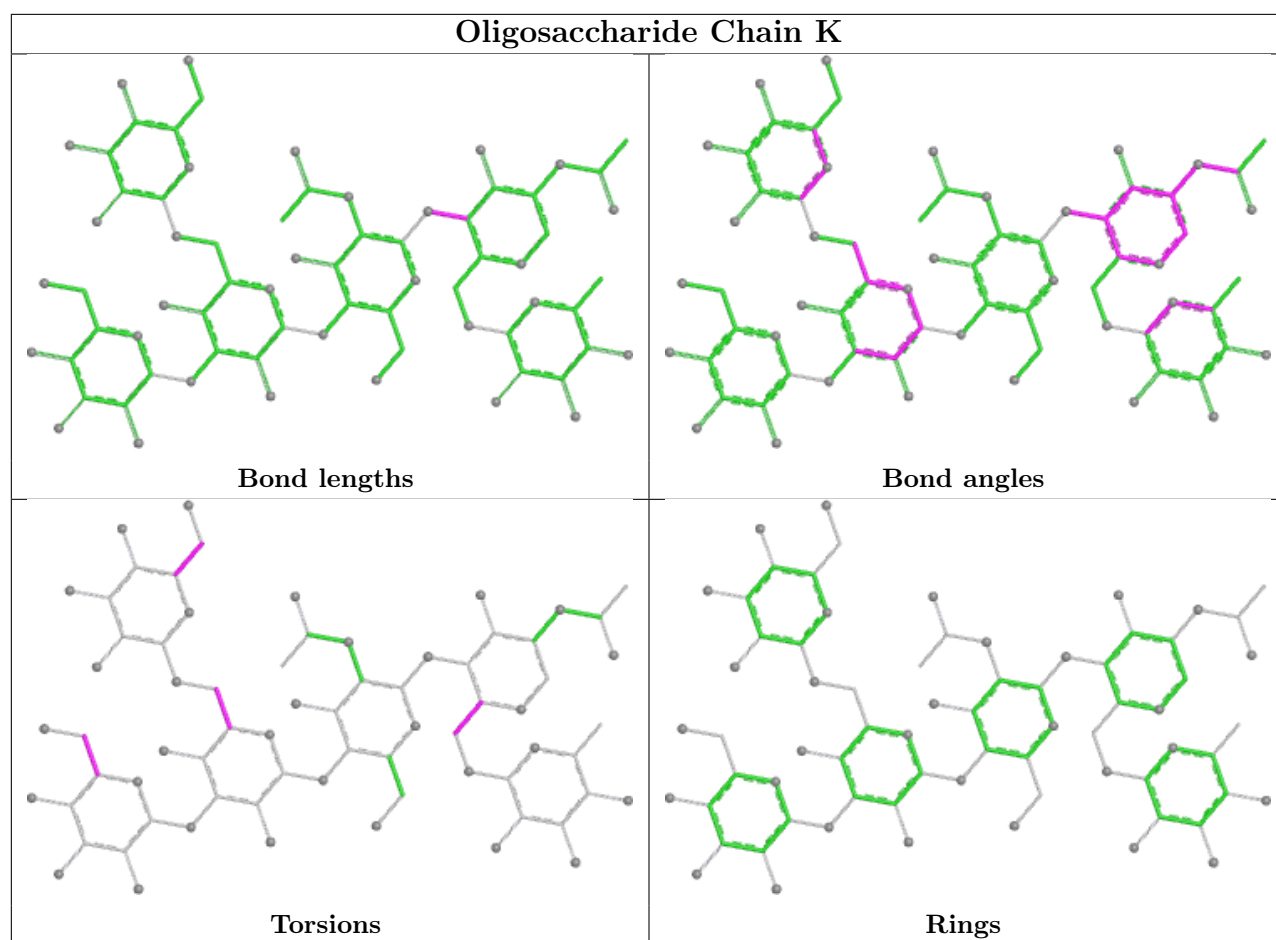 Oligosaccharide Chain K
Bond lengths
Bond angles
Torsions
Rings